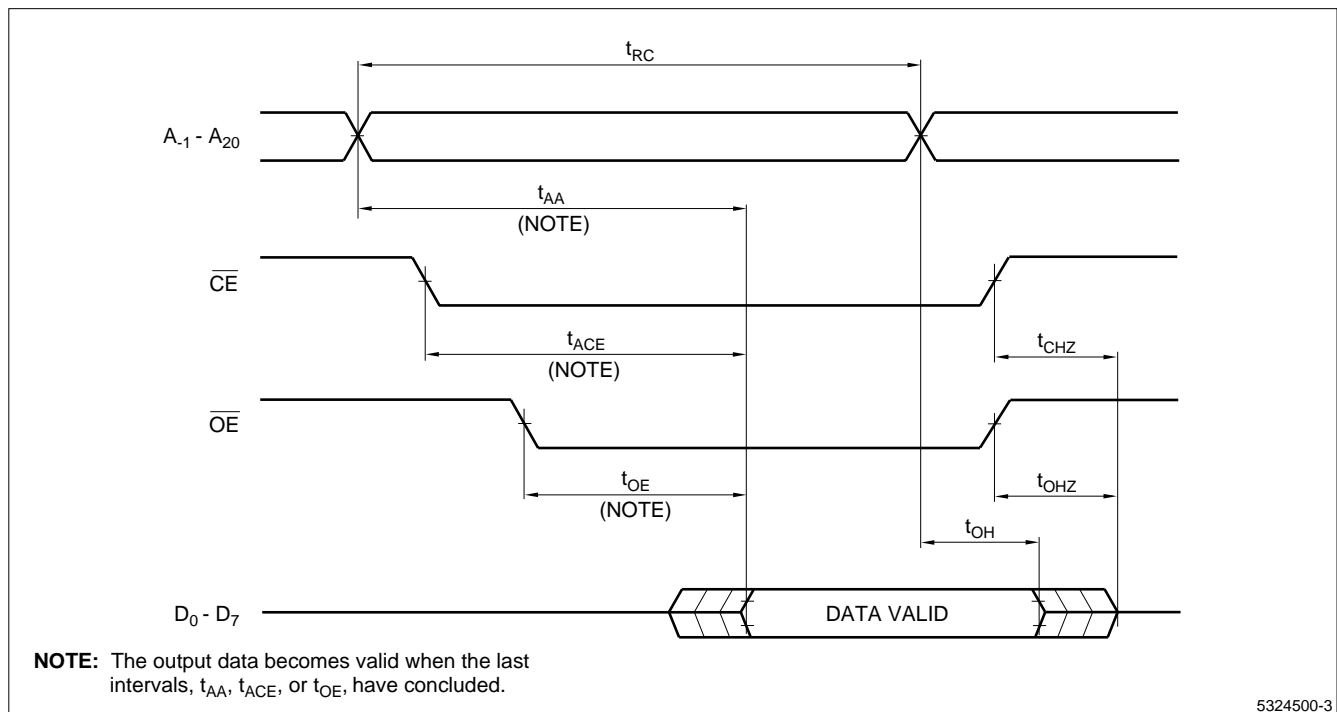 tRC
A-1 - A20
tAA
(NOTE)
CE
tACE
(NOTE)
tCHZ
OE
tOE
(NOTE)
tOHZ
tOH
D0 - D7
DATA VALID
NOTE: The output data becomes valid when the last
intervals, tAA, tACE, or tOE, have concluded.
5324500-3